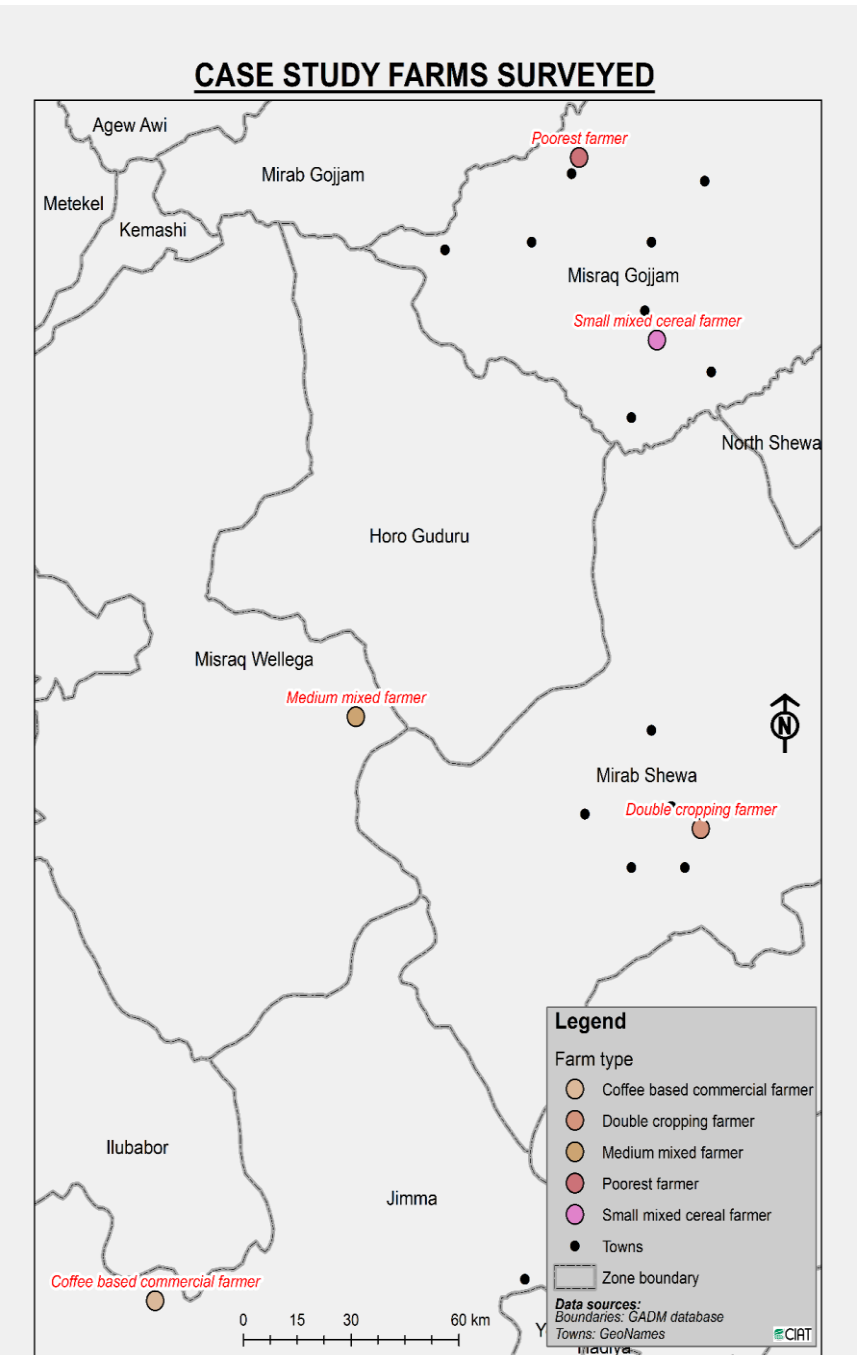 CASE STUDY FARMS SURVEYED
Agew Awi
Poorest farmer
Mirab Gojjam
Metekel
Kemashi
Misraq Gojjam
Small mixed cereal farmer
North Shewa
Horo Guduru
Misraq Wellega
Medium mixed farmer
N
Mirab Shewa
Double cropping farmer
Legend
Farm type
Coffee based commercial farmer
Double cropping farmer
Medium mixed farmer
Poorest farmer
Small mixed cereal farmer
Towns
Zone boundary
Data sources:
Boundaries: GADM database
Towns: GeoNames
CIAT
Ilubabor
Jimma
Coffee based commercial farmer
0 15 30 60 km